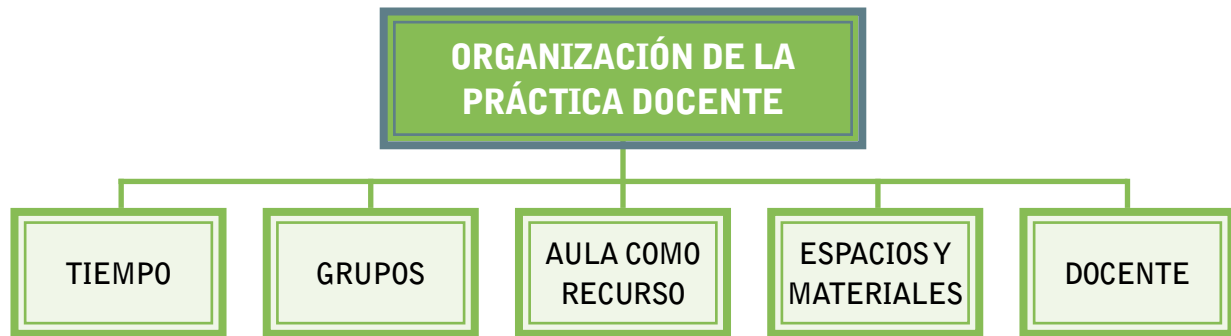 ORGANIZACIÓN DE LA
PRÁCTICA DOCENTE
TIEMPO
GRUPOS
AULA COMO
RECURSO
ESPACIOS Y
MATERIALES
DOCENTE